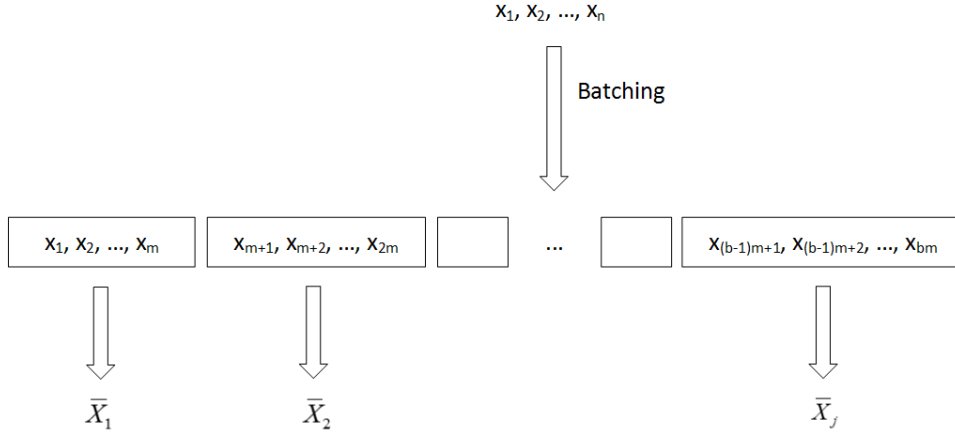 x₁, x₂, ..., xₙ
Batching
x₁, x₂, ..., xₘ
xₘ₊₁, xₘ₊₂, ..., x₂ₘ
...
x₍b₋₁₎ₘ₊₁, x₍b₋₁₎ₘ₊₂, ..., xbₘ
X̅₁
X̅₂
X̅ⱼ